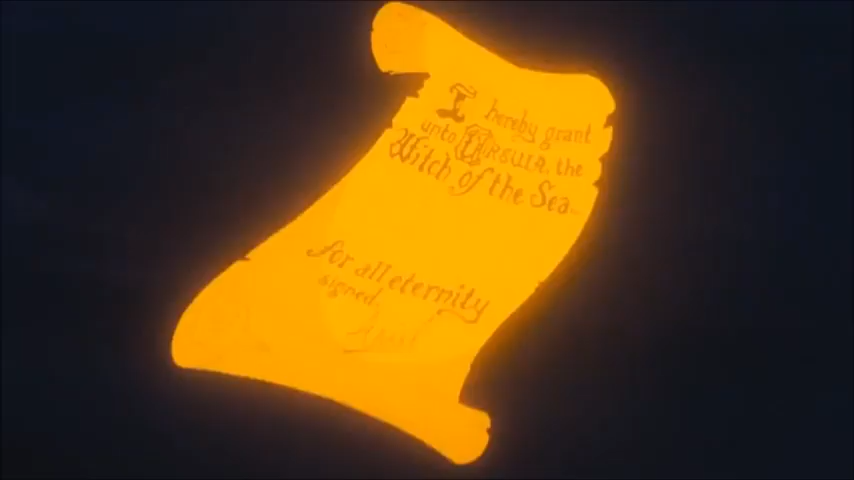 I hereby grant
unto URSULA, the
Witch of the Sea
for all eternity
signed,